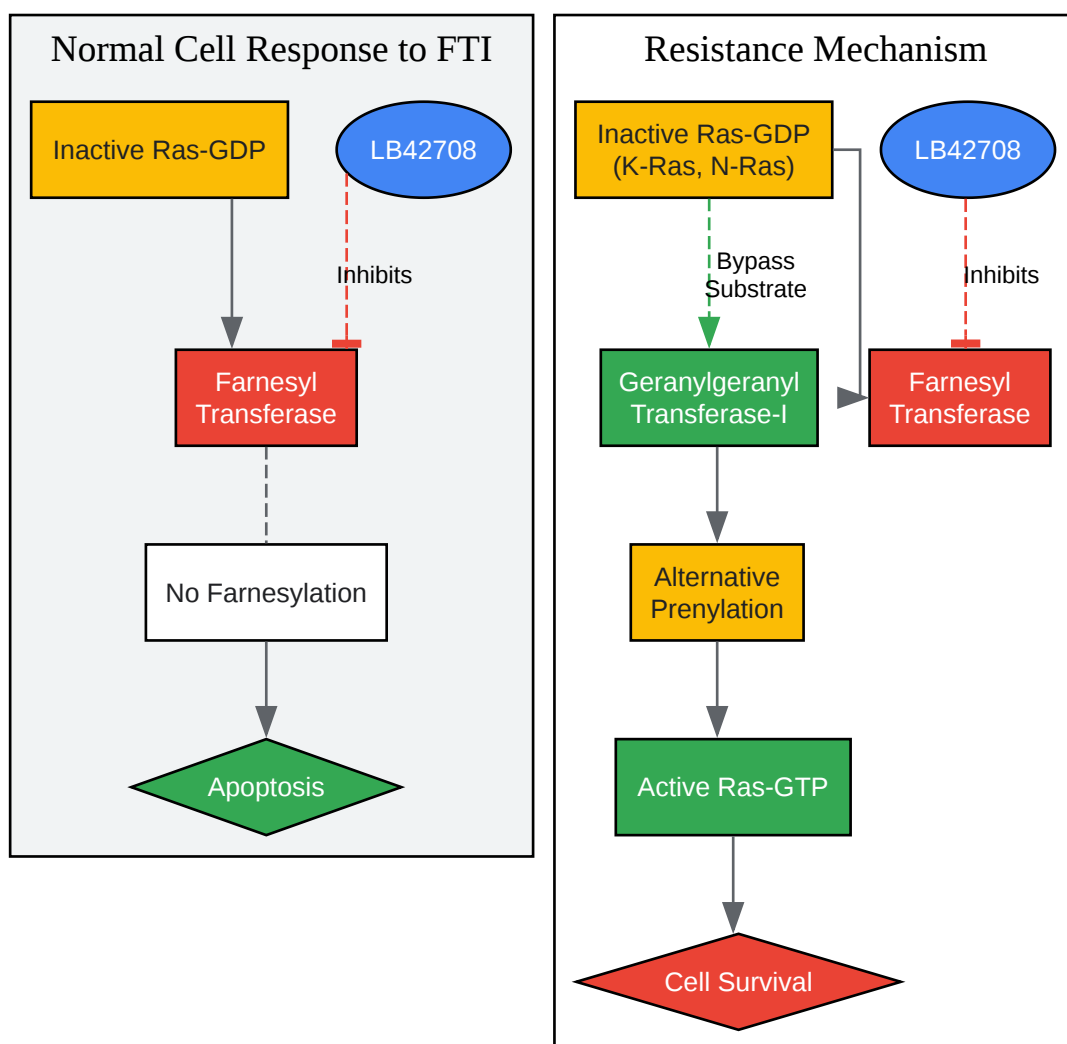 Normal Cell Response to FTI
Inactive Ras-GDP
LB42708
Inhibits
Farnesyl
Transferase
No Farnesylation
Apoptosis
Resistance Mechanism
Inactive Ras-GDP
(K-Ras, N-Ras)
LB42708
Bypass
Substrate
Inhibits
Geranylgeranyl
Transferase-I
Farnesyl
Transferase
Alternative
Prenylation
Active Ras-GTP
Cell Survival